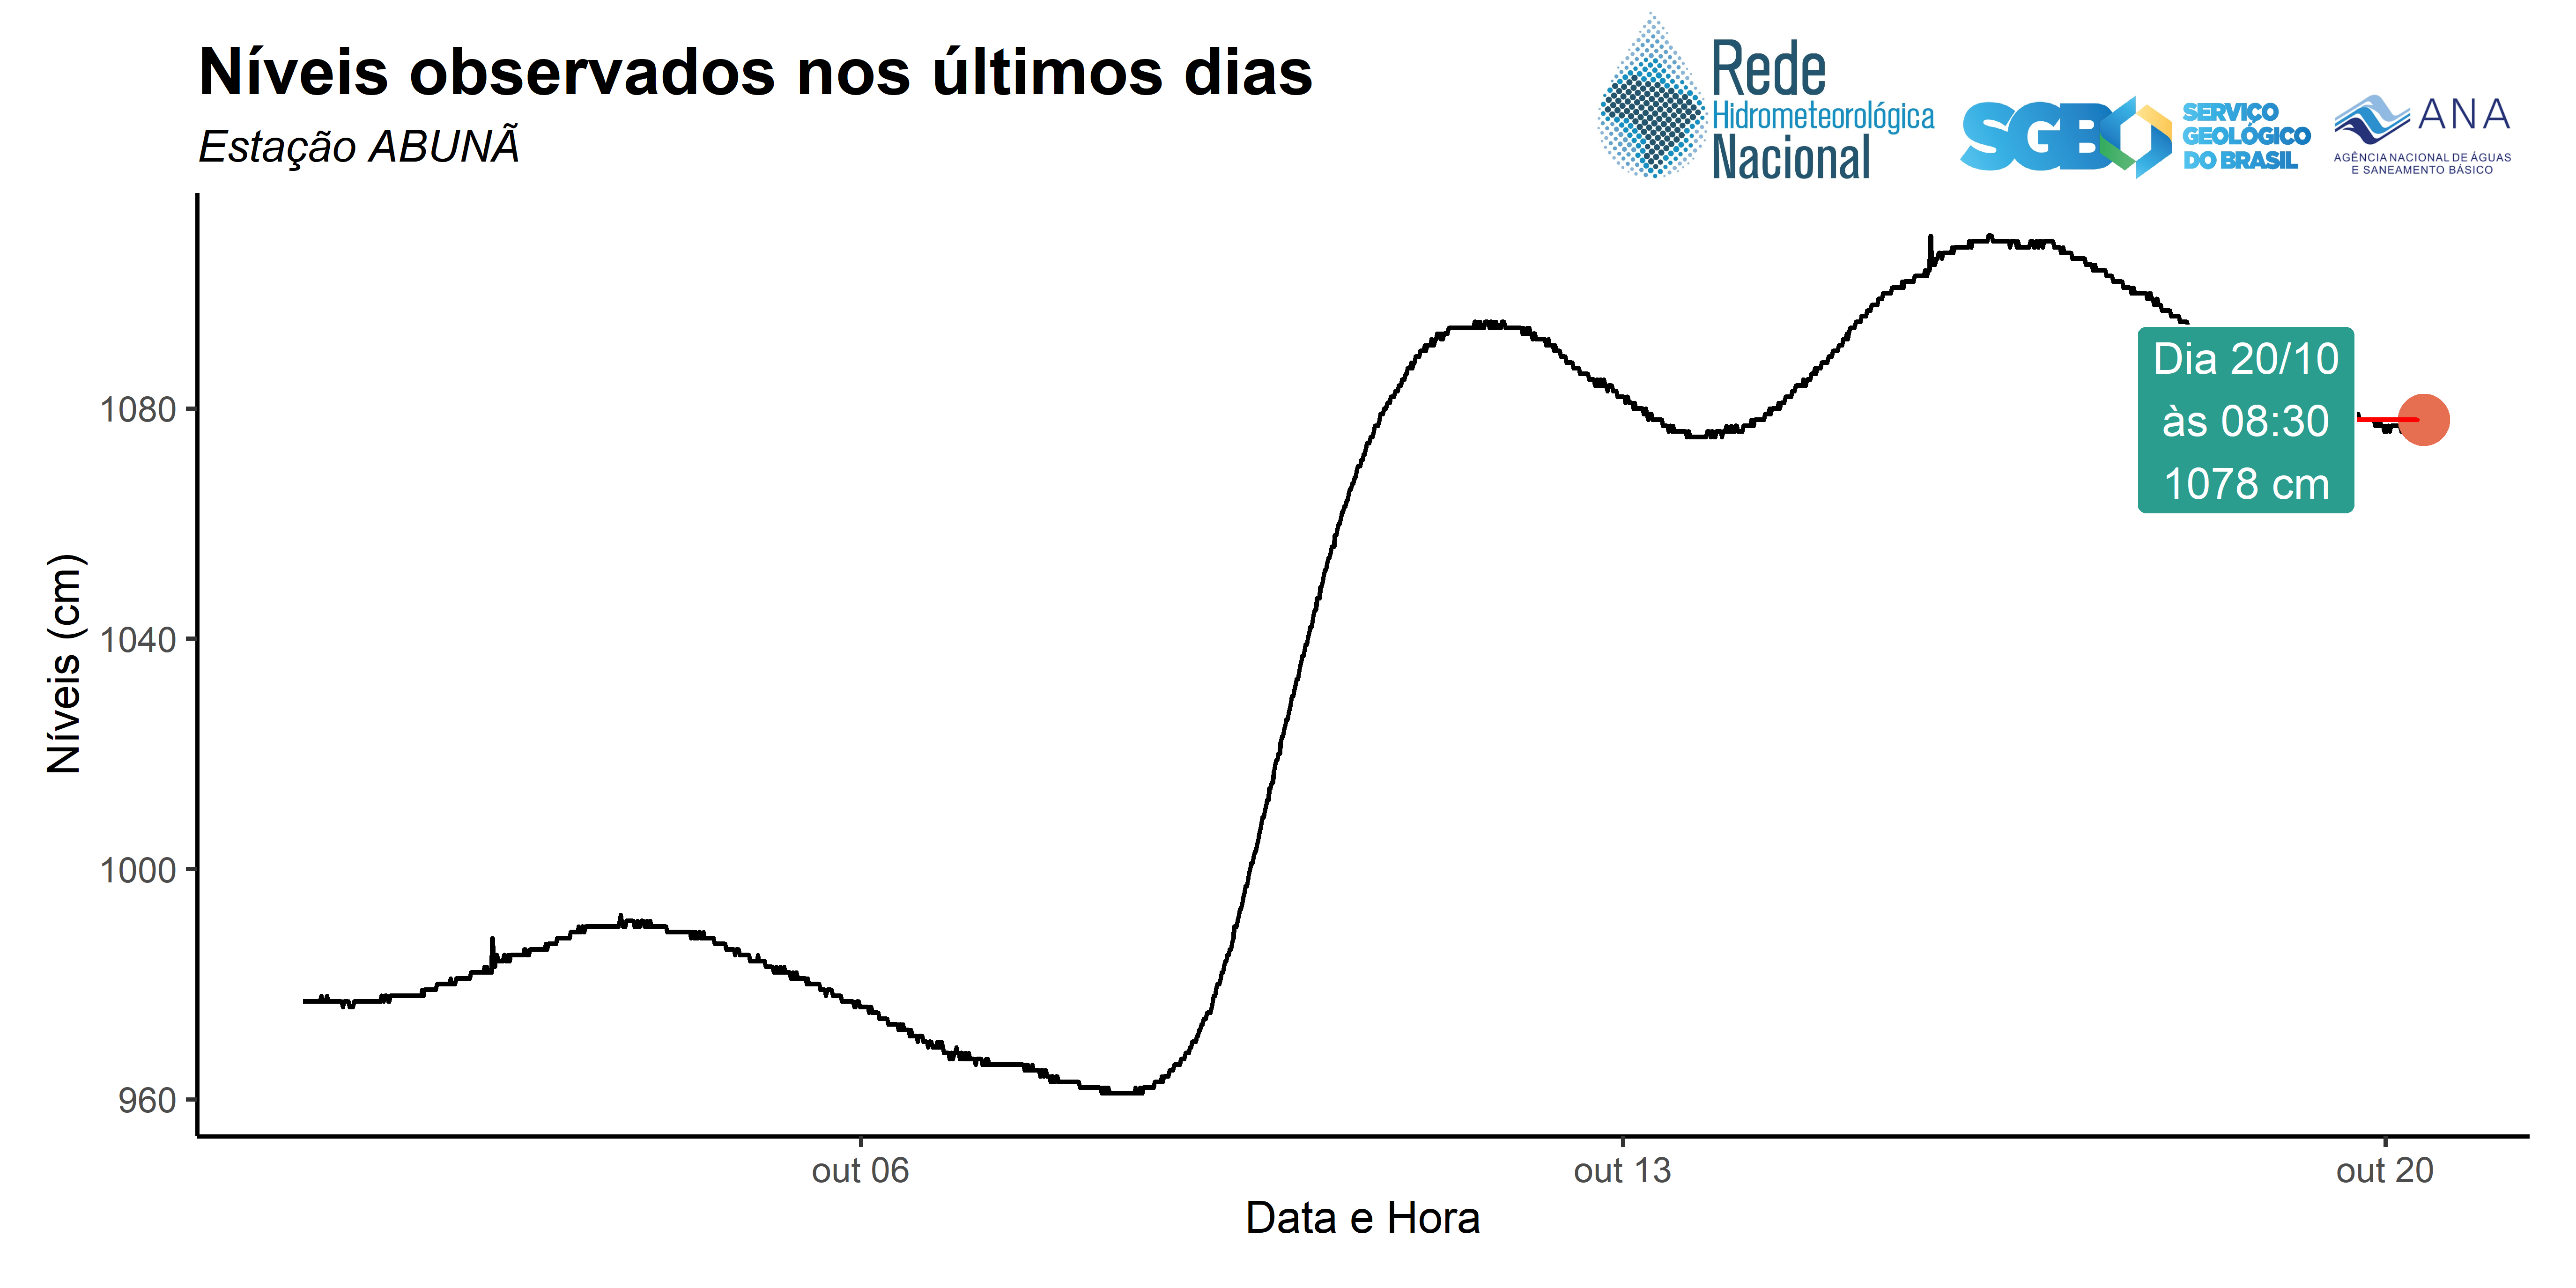 Níveis observados nos últimos dias
Estação ABUNÃ
Rede
Hidrometeorológica
Nacional
SGB
SERVIÇO
GEOLÓGICO
DO BRASIL
ANA
AGÊNCIA NACIONAL DE ÁGUAS
E SANEAMENTO BÁSICO
Níveis (cm)
1080
1040
1000
960
Dia 20/10
às 08:30
1078 cm
out 06
out 13
out 20
Data e Hora